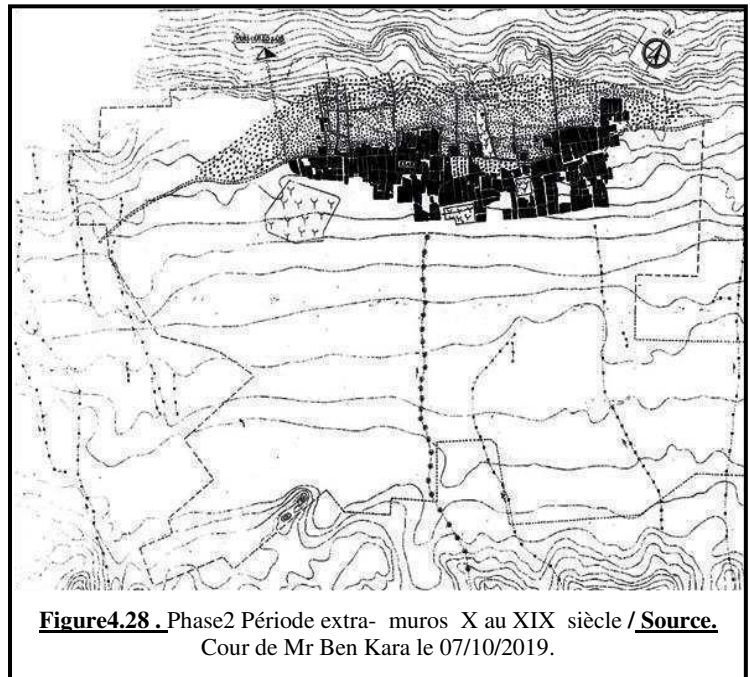 Figure4.28 . Phase2 Période extra- muros X au XIX siècle / Source.
Cour de Mr Ben Kara le 07/10/2019.